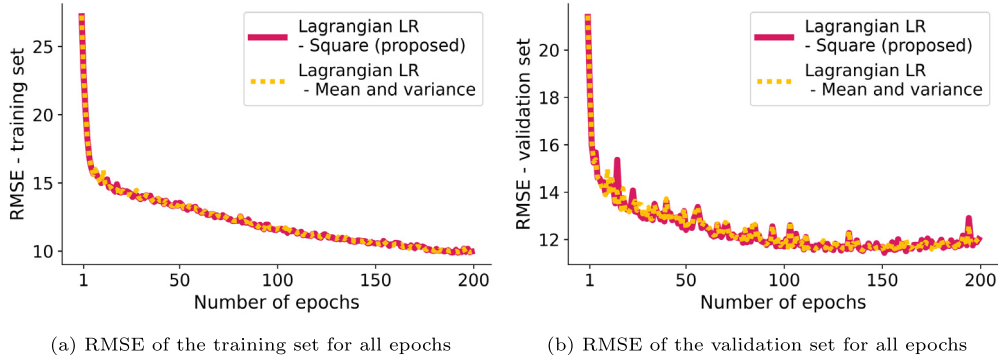 RMSE - training set
25
20
15
10
1
50
100
150
200
Number of epochs
Lagrangian LR
- Square (proposed)
Lagrangian LR
- Mean and variance
(a) RMSE of the training set for all epochs
RMSE - validation set
20
18
16
14
12
1
50
100
150
200
Number of epochs
Lagrangian LR
- Square (proposed)
Lagrangian LR
- Mean and variance
(b) RMSE of the validation set for all epochs